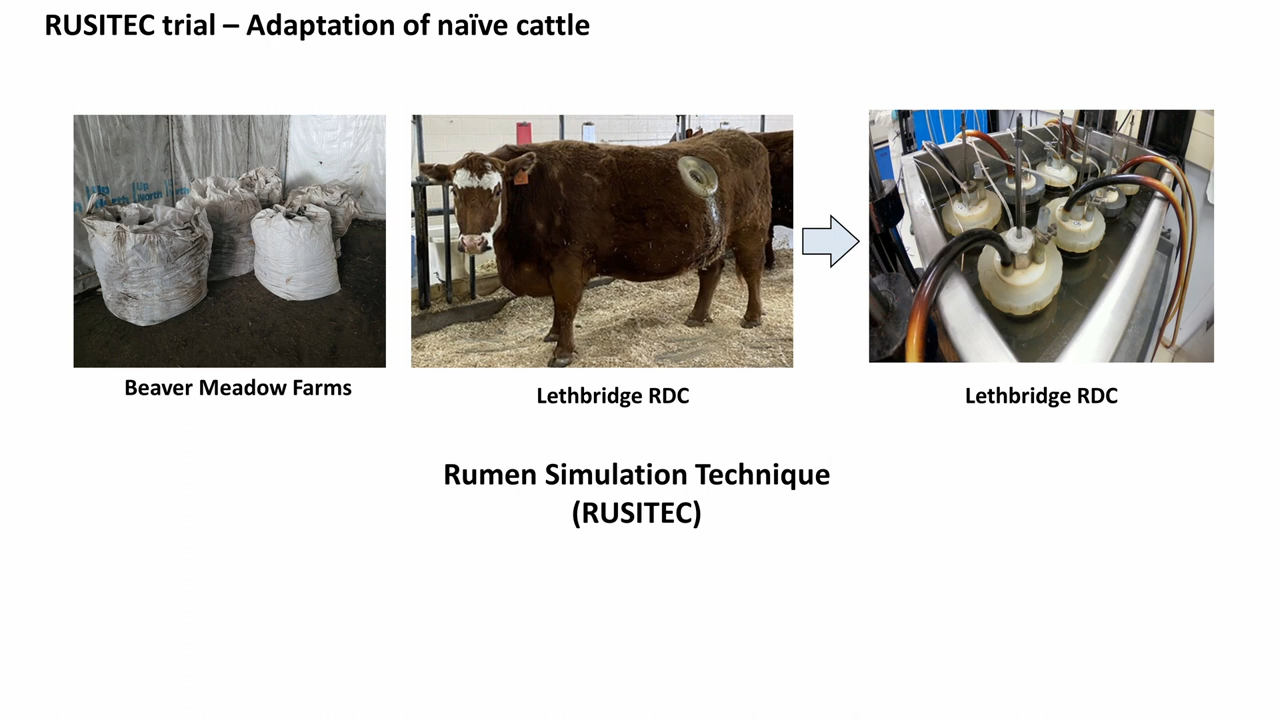 RUSITEC trial – Adaptation of naïve cattle
Beaver Meadow Farms
Lethbridge RDC
Lethbridge RDC
Rumen Simulation Technique
(RUSITEC)